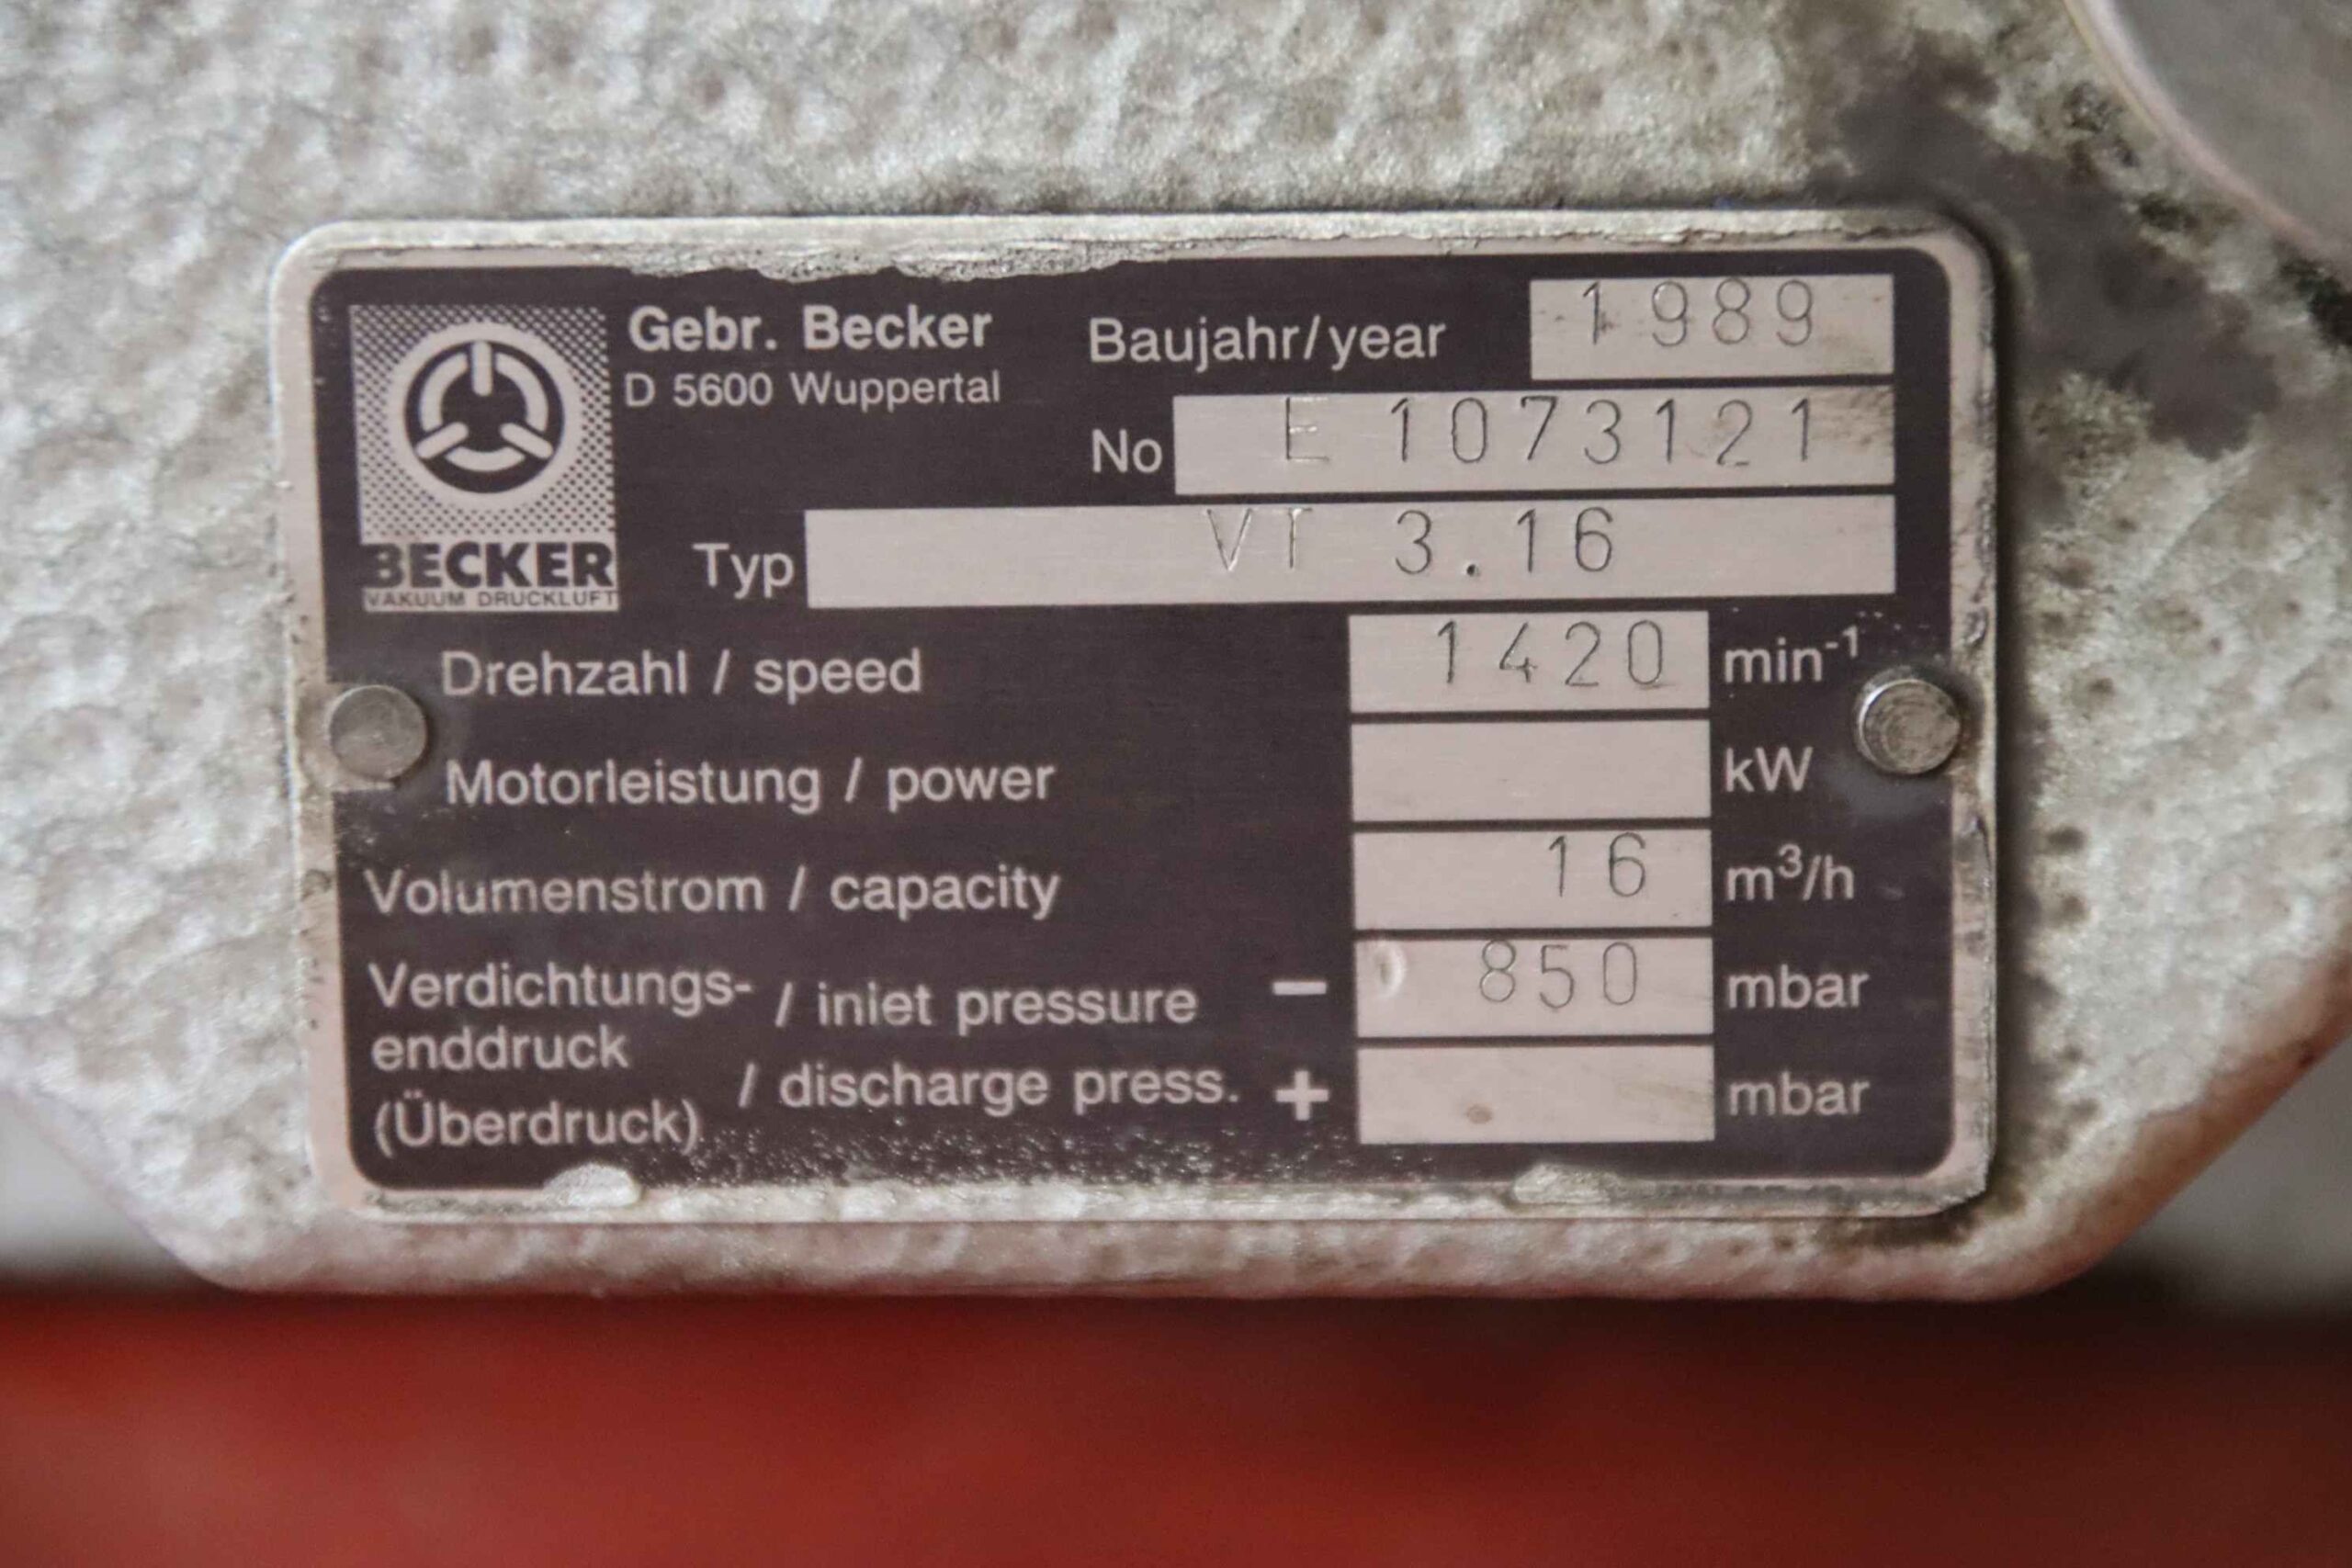 Gebr. Becker
D 5600 Wuppertal
BECKER
VAKUUM DRUCKLUFT
Baujahr/year 1989
No E 1073121
Typ VT 3.16
Drehzahl / speed 1420 min⁻¹
Motorleistung / power kW
Volumenstrom / capacity 16 m³/h
Verdichtungs- / inlet pressure − 850 mbar
enddruck
(Überdruck) / discharge press. + mbar